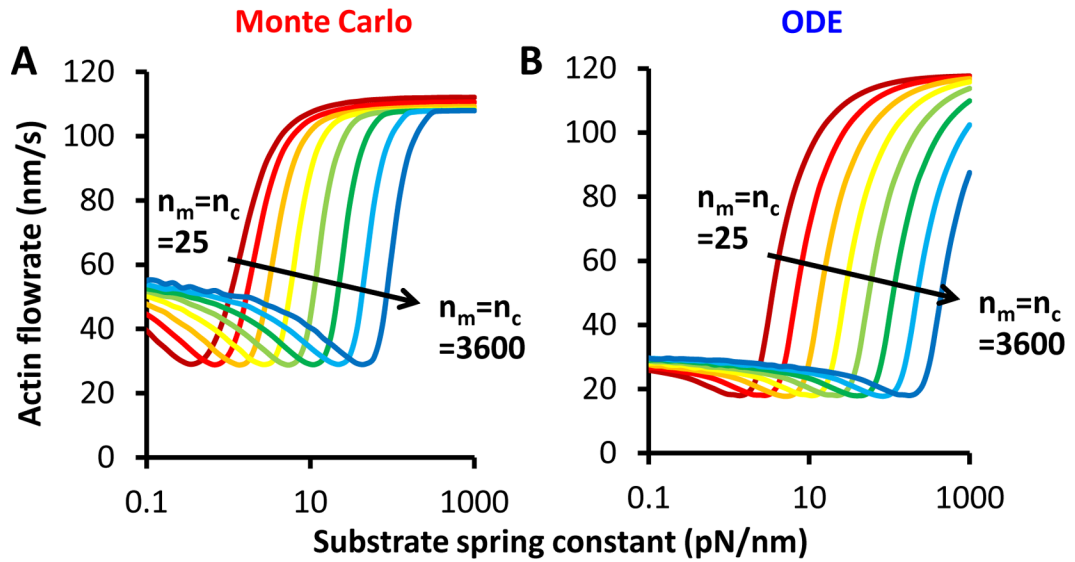 Monte Carlo
ODE
A
B
Actin flowrate (nm/s)
120
100
80
60
40
20
0
n_m=n_c
=25
n_m=n_c
=3600
0.1
10
1000
120
100
80
60
40
20
0
n_m=n_c
=25
n_m=n_c
=3600
0.1
10
1000
Substrate spring constant (pN/nm)